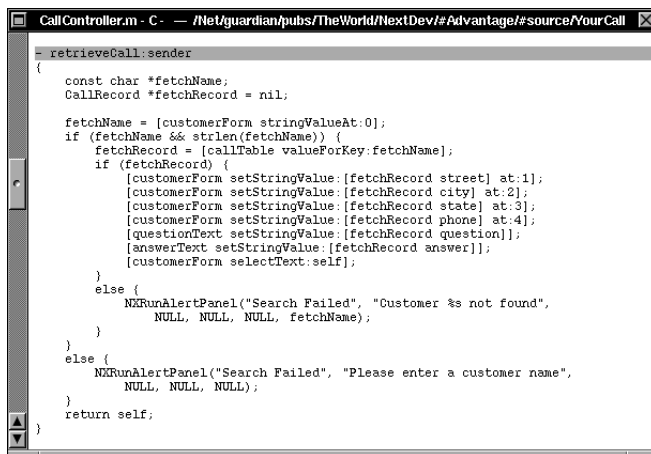 CallController.m - C - — /Net/guardian/pubs/TheWorld/NextDev/#Advantage/#source/YourCall
- retrieveCall:sender
{
    const char *fetchName;
    CallRecord *fetchRecord = nil;

    fetchName = [customerForm stringValueAt:0];
    if (fetchName && strlen(fetchName)) {
        fetchRecord = [callTable valueForKey:fetchName];
        if (fetchRecord) {
            [customerForm setStringValue:[fetchRecord street] at:1];
            [customerForm setStringValue:[fetchRecord city] at:2];
            [customerForm setStringValue:[fetchRecord state] at:3];
            [customerForm setStringValue:[fetchRecord phone] at:4];
            [questionText setStringValue:[fetchRecord question]];
            [answerText setStringValue:[fetchRecord answer]];
            [customerForm selectText:self];
        }
        else {
            NXRunAlertPanel("Search Failed", "Customer %s not found",
                NULL, NULL, NULL, fetchName);
        }
    }
    else {
        NXRunAlertPanel("Search Failed", "Please enter a customer name",
            NULL, NULL, NULL);
    }
    return self;
}